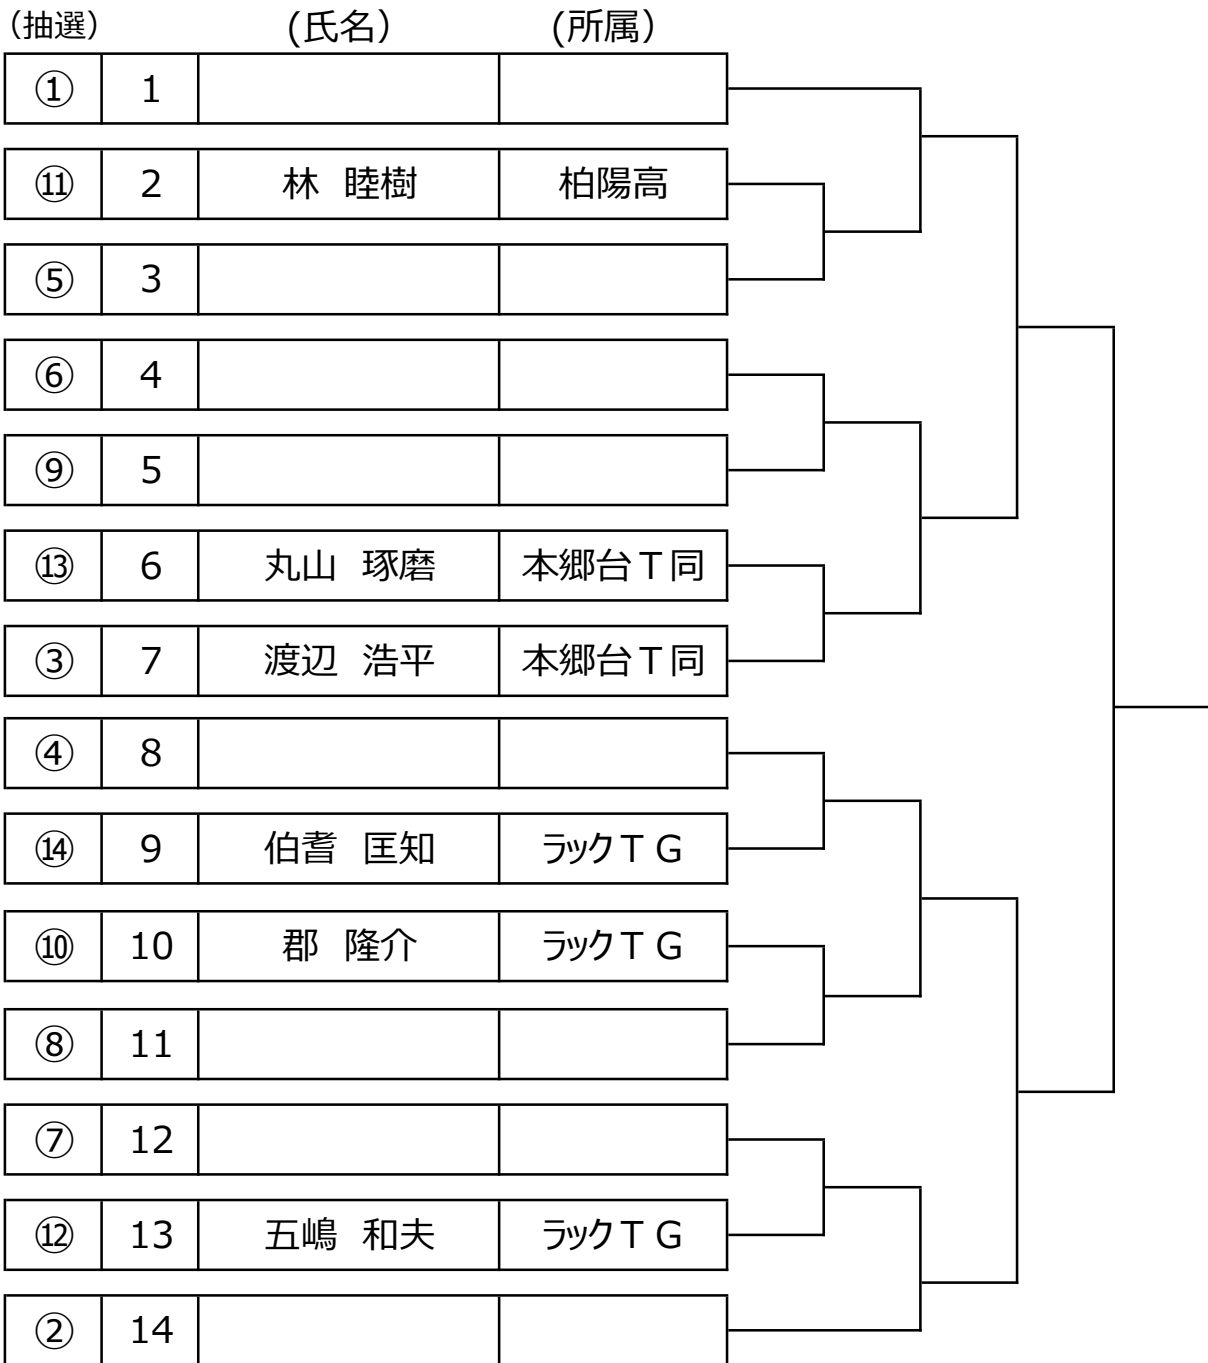 （抽選） (氏名） (所属）
① 1
⑪ 2 林 睦樹 柏陽高
⑤ 3
⑥ 4
⑨ 5
⑬ 6 丸山 琢磨 本郷台Ｔ同
③ 7 渡辺 浩平 本郷台Ｔ同
④ 8
⑭ 9 伯耆 匡知 ラックＴＧ
⑩ 10 郡 隆介 ラックＴＧ
⑧ 11
⑦ 12
⑫ 13 五嶋 和夫 ラックＴＧ
② 14